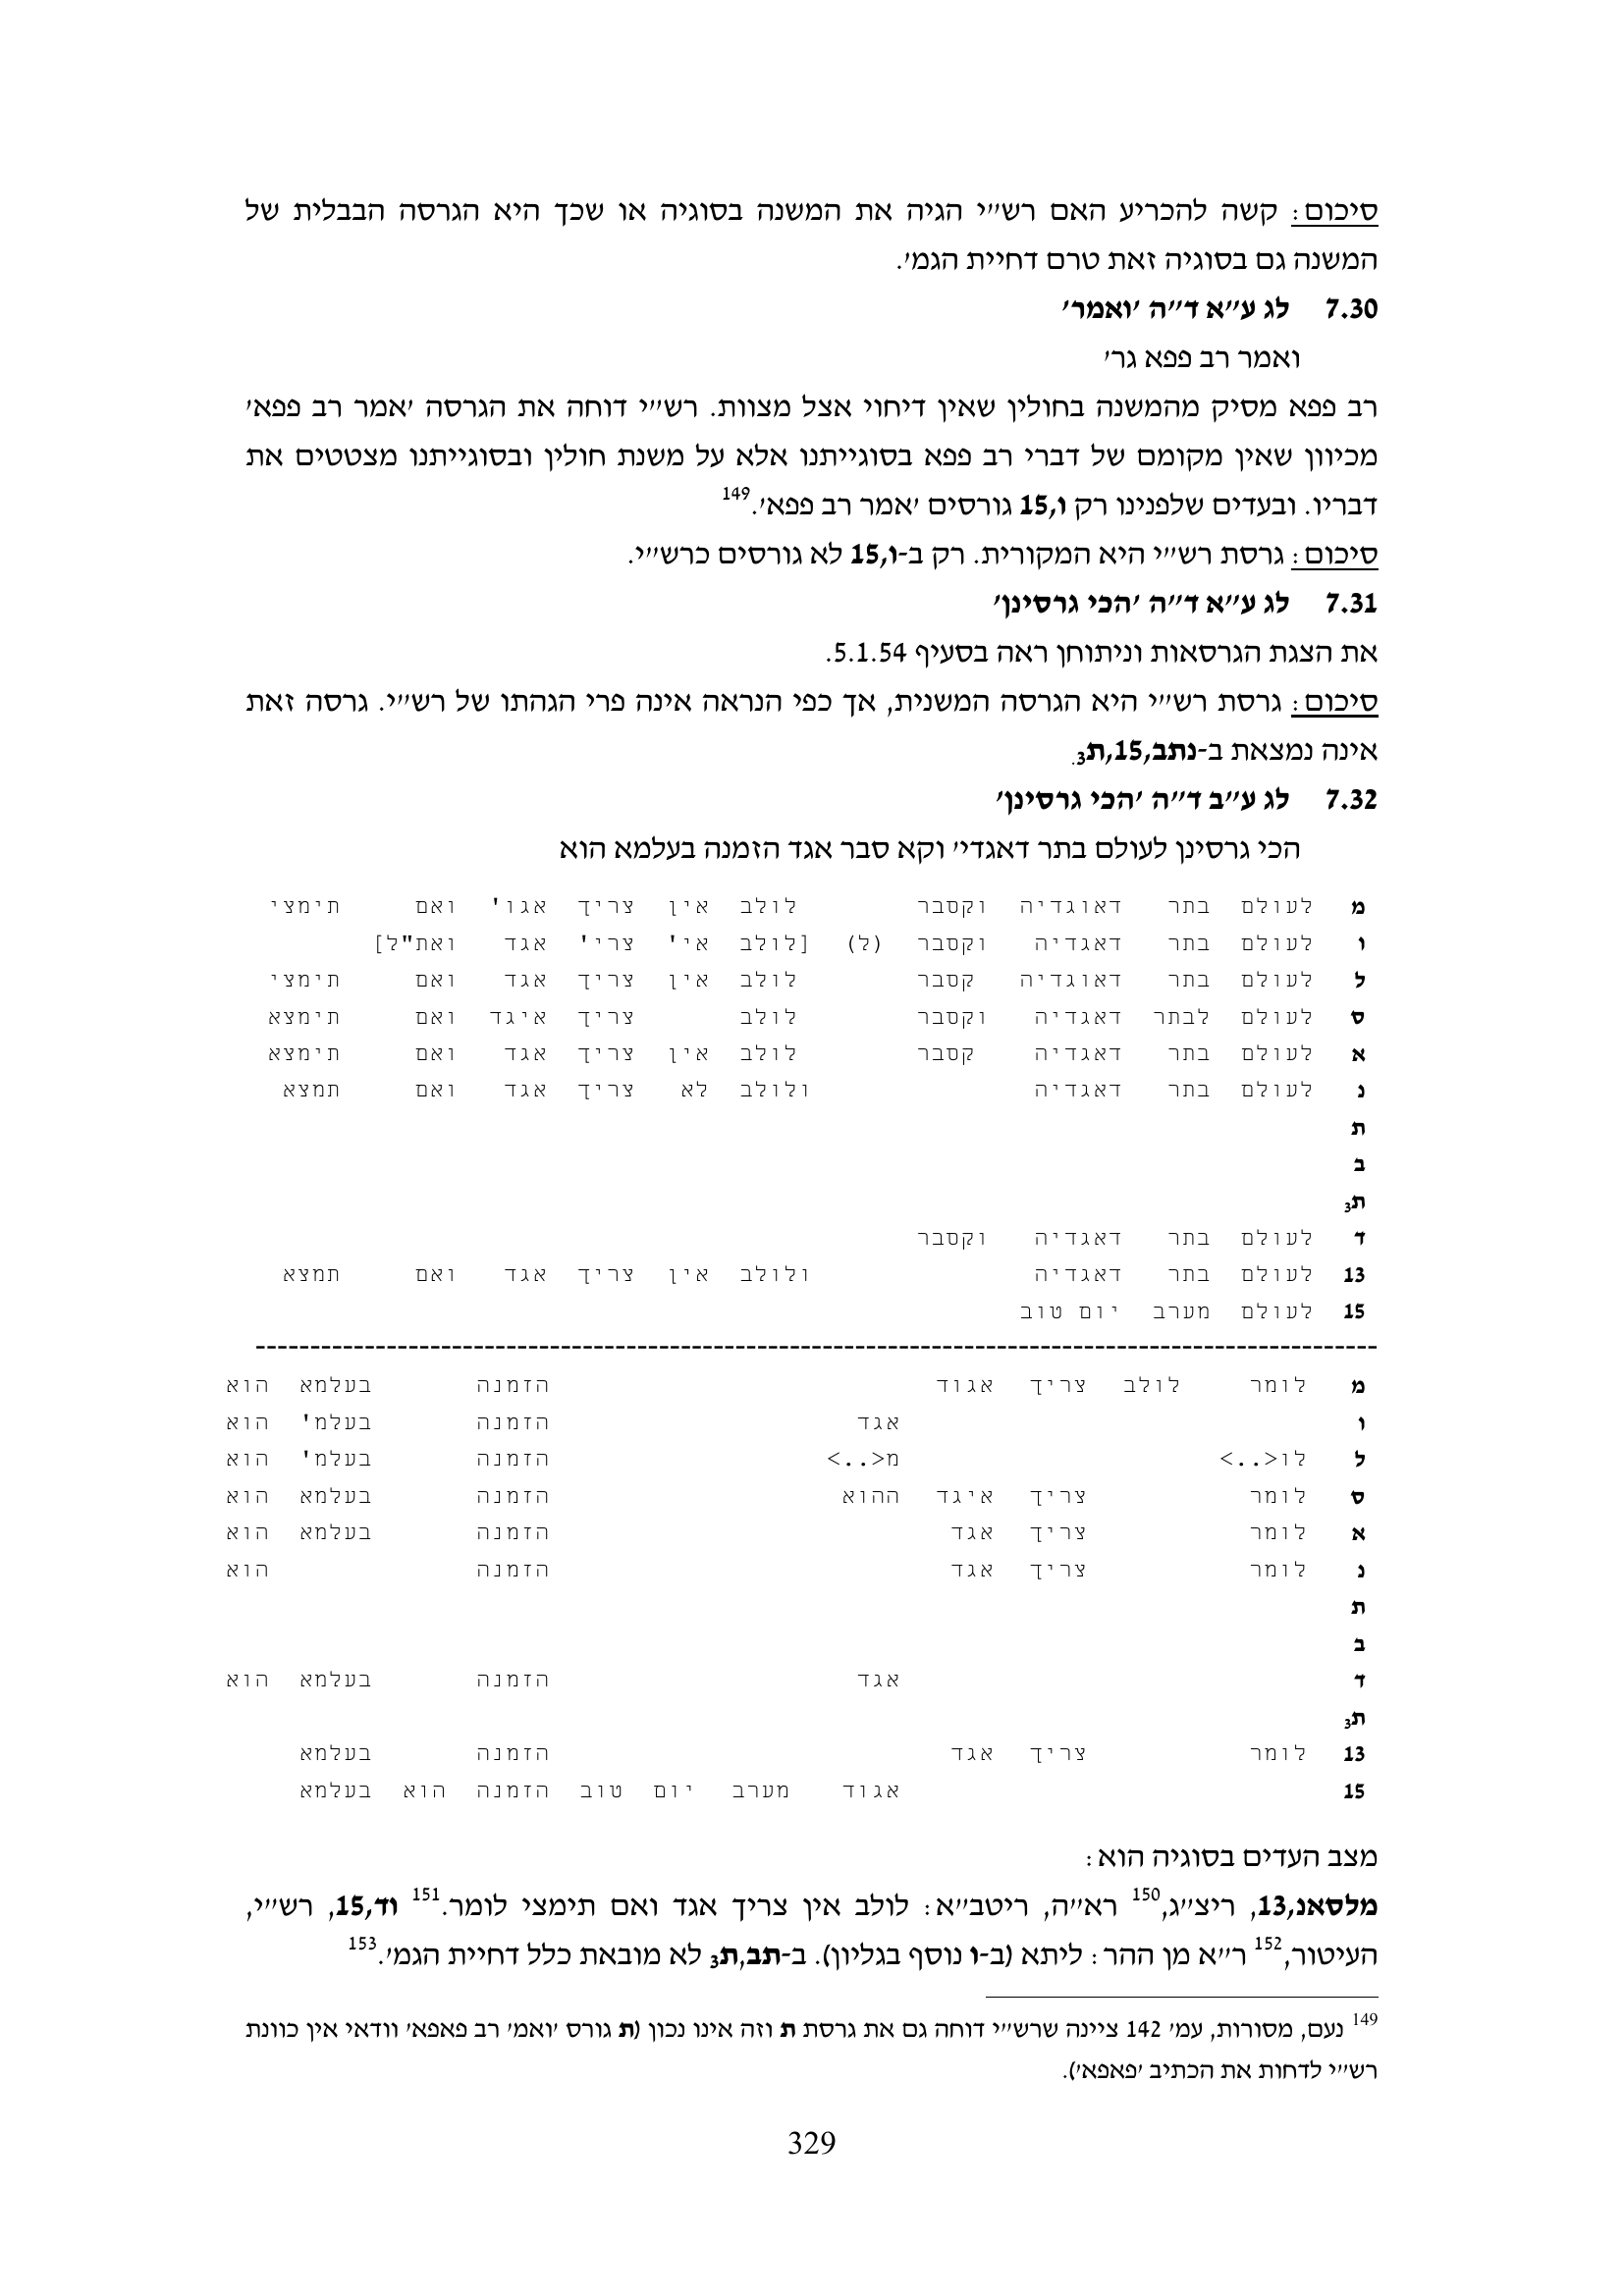 סיכום: קשה להכריע האם רש״י הגיה את המשנה בסוגיה או שכך היא הגרסה הבבלית של
המשנה גם בסוגיה זאת טרם דחיית הגמ׳.
7.30 לג ע״א ד״ה ׳ואמר׳
ואמר רב פפא גר׳
רב פפא מסיק מהמשנה בחולין שאין דיחוי אצל מצוות. רש״י דוחה את הגרסה ׳אמר רב פפא׳
מכיוון שאין מקומם של דברי רב פפא בסוגייתנו אלא על משנת חולין ובסוגייתנו מצטטים את
דבריו. ובעדים שלפנינו רק ו,15 גורסים ׳אמר רב פפא׳.149
סיכום: גרסת רש״י היא המקורית. רק ב-ו,15 לא גורסים כרש״י.
7.31 לג ע״א ד״ה ׳הכי גרסינן׳
את הצגת הגרסאות וניתוחן ראה בסעיף 5.1.54.
סיכום: גרסת רש״י היא הגרסה המשנית, אך כפי הנראה אינה פרי הגהתו של רש״י. גרסה זאת
אינה נמצאת ב-נתב,15,ת3.
7.32 לג ע״ב ד״ה ׳הכי גרסינן׳
הכי גרסינן לעולם בתר דאגדי׳ וקא סבר אגד הזמנה בעלמא הוא
מ לעולם בתר דאוגדיה וקסבר לולב אין צריך אגו' ואם תימצי
ו לעולם בתר דאגדיה וקסבר (ל) [לולב אי' צרי' אגד ואת"ל]
ל לעולם בתר דאוגדיה קסבר לולב אין צריך אגד ואם תימצי
ס לעולם לבתר דאגדיה וקסבר לולב צריך איגד ואם תימצא
א לעולם בתר דאגדיה קסבר לולב אין צריך אגד ואם תימצא
נ לעולם בתר דאגדיה ולולב לא צריך אגד ואם תמצא
ת
ב
ת3
ד לעולם בתר דאגדיה וקסבר
13 לעולם בתר דאגדיה ולולב אין צריך אגד ואם תמצא
15 לעולם מערב יום טוב
-----------------------------------------------------------------------------------------------------
מ לומר לולב צריך אגוד הזמנה בעלמא הוא
ו אגד הזמנה בעלמ' הוא
ל לו<..> מ<..> הזמנה בעלמ' הוא
ס לומר צריך איגד ההוא הזמנה בעלמא הוא
א לומר צריך אגד הזמנה בעלמא הוא
נ לומר צריך אגד הזמנה הוא
ת
ב
ד אגד הזמנה בעלמא הוא
ת3
13 לומר צריך אגד הזמנה בעלמא
15 אגוד מערב יום טוב הזמנה הוא בעלמא
מצב העדים בסוגיה הוא:
מלסאנ,13, ריצ״ג,150 רא״ה, ריטב״א: לולב אין צריך אגד ואם תימצי לומר.151 וד,15, רש״י,
העיטור,152 ר״א מן ההר: ליתא (ב-ו נוסף בגליון). ב-תב,ת3 לא מובאת כלל דחיית הגמ׳.153
149 נעם, מסורות, עמ׳ 142 ציינה שרש״י דוחה גם את גרסת ת וזה אינו נכון (ת גורס ׳ואמ׳ רב פאפא׳ וודאי אין כוונת
רש״י לדחות את הכתיב ׳פאפא׳).
329